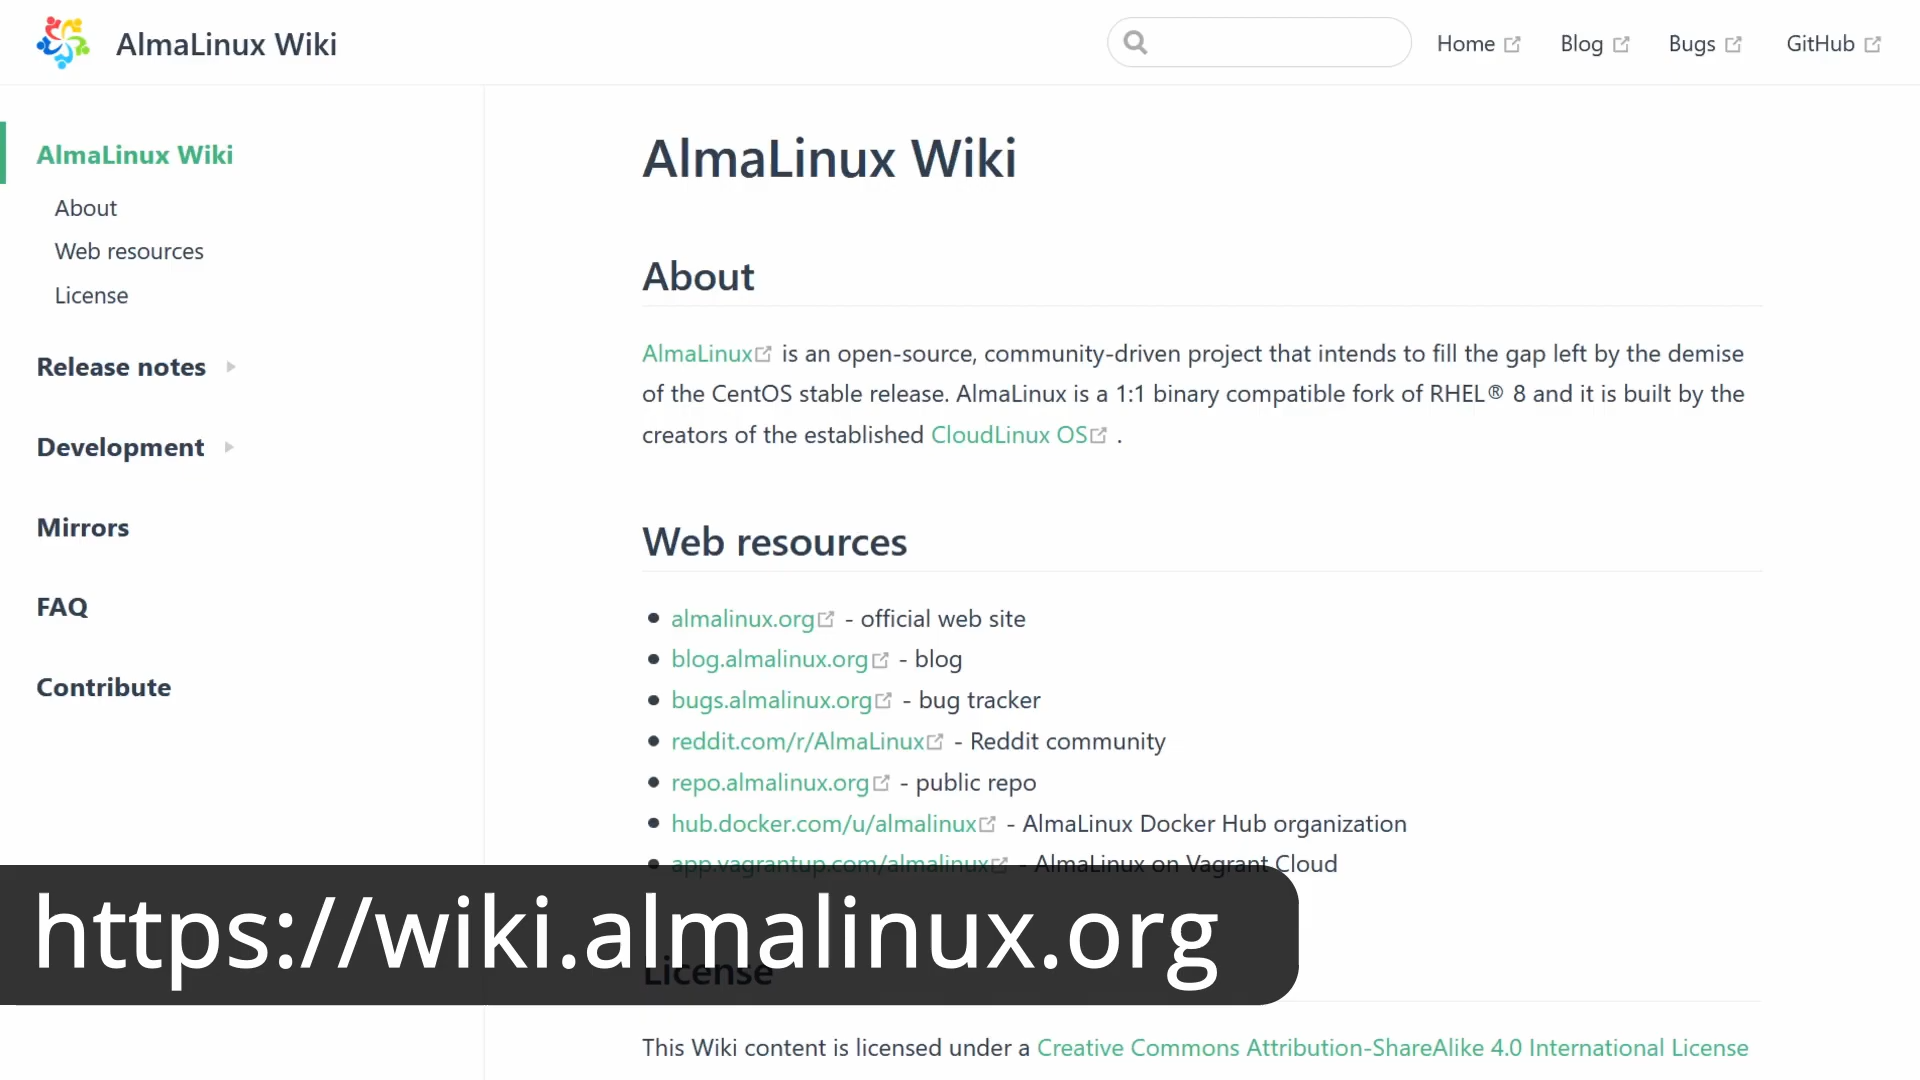 AlmaLinux Wiki
Home
Blog
Bugs
GitHub
AlmaLinux Wiki
About
Web resources
License
Release notes
Development
Mirrors
FAQ
Contribute
AlmaLinux Wiki
About
AlmaLinux is an open-source, community-driven project that intends to fill the gap left by the demise
of the CentOS stable release. AlmaLinux is a 1:1 binary compatible fork of RHEL® 8 and it is built by the
creators of the established CloudLinux OS .
Web resources
almalinux.org - official web site
blog.almalinux.org - blog
bugs.almalinux.org - bug tracker
reddit.com/r/AlmaLinux - Reddit community
repo.almalinux.org - public repo
hub.docker.com/u/almalinux - AlmaLinux Docker Hub organization
app.vagrantup.com/almalinux - AlmaLinux on Vagrant Cloud
https://wiki.almalinux.org
License
This Wiki content is licensed under a Creative Commons Attribution-ShareAlike 4.0 International License